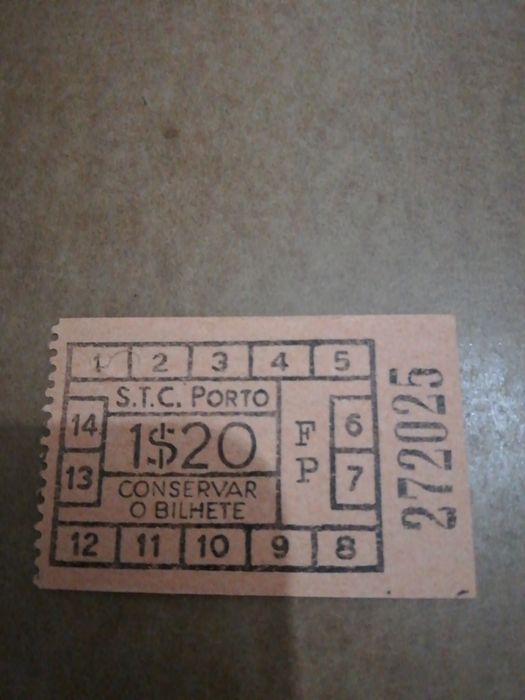 1 2 3 4 5
S.T.C. PORTO
14
1$20
F
P
6
13
7
CONSERVAR
O BILHETE
12 11 10 9 8
272025